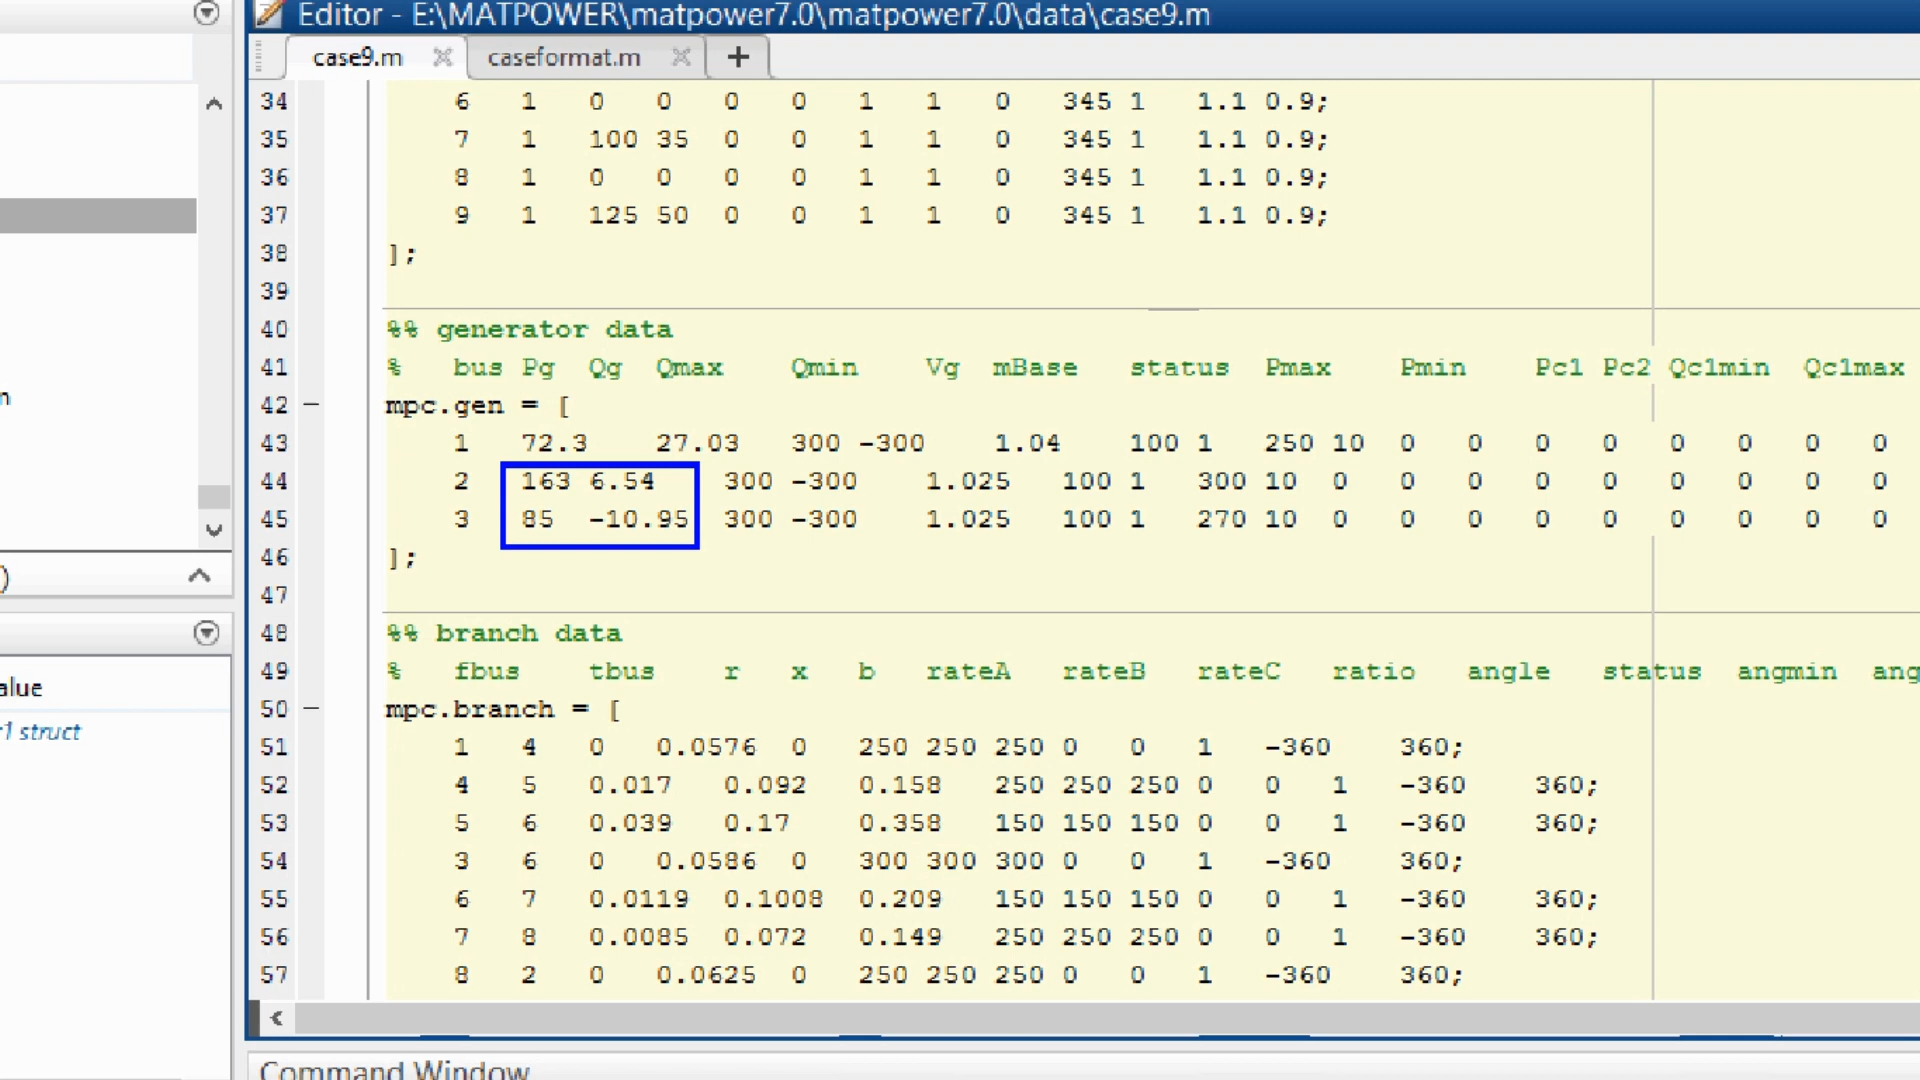 Editor - E:\MATPOWER\matpower7.0\matpower7.0\data\case9.m
case9.m caseformat.m +
34 6 1 0 0 0 0 1 1 0 345 1 1.1 0.9;
35 7 1 100 35 0 0 1 1 0 345 1 1.1 0.9;
36 8 1 0 0 0 0 1 1 0 345 1 1.1 0.9;
37 9 1 125 50 0 0 1 1 0 345 1 1.1 0.9;
38 ];
39
40 %% generator data
41 % bus Pg Qg Qmax Qmin Vg mBase status Pmax Pmin Pc1 Pc2 Qc1min Qc1max
42 mpc.gen = [
43 1 72.3 27.03 300 -300 1.04 100 1 250 10 0 0 0 0 0 0 0 0
44 2 163 6.54 300 -300 1.025 100 1 300 10 0 0 0 0 0 0 0 0 0
45 3 85 -10.95 300 -300 1.025 100 1 270 10 0 0 0 0 0 0 0 0 0
46 ];
47
48 %% branch data
49 % fbus tbus r x b rateA rateB rateC ratio angle status angmin ang
50 mpc.branch = [
51 1 4 0 0.0576 0 250 250 250 0 0 1 -360 360;
52 4 5 0.017 0.092 0.158 250 250 250 0 0 1 -360 360;
53 5 6 0.039 0.17 0.358 150 150 150 0 0 1 -360 360;
54 3 6 0 0.0586 0 300 300 300 0 0 1 -360 360;
55 6 7 0.0119 0.1008 0.209 150 150 150 0 0 1 -360 360;
56 7 8 0.0085 0.072 0.149 250 250 250 0 0 1 -360 360;
57 8 2 0 0.0625 0 250 250 250 0 0 1 -360 360;
n
)
alue
struct
Command Window